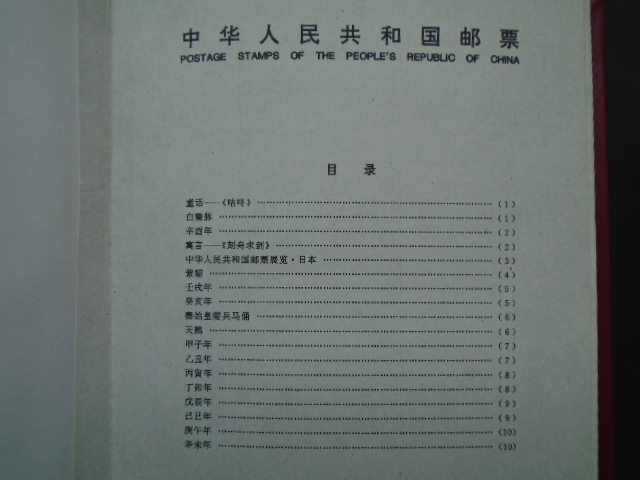 中华人民共和国邮票
POSTAGE STAMPS OF THE PEOPLE'S REPUBLIC OF CHINA
目 录
童话——《咕咚》 (1)
白鱀豚 (1)
辛酉年 (2)
寓言——《刻舟求剑》 (2)
中华人民共和国邮票展览·日本 (3)
紫貂 (4)
壬戌年 (5)
癸亥年 (5)
秦始皇陵兵马俑 (6)
天鹅 (6)
甲子年 (7)
乙丑年 (7)
丙寅年 (8)
丁卯年 (8)
戊辰年 (9)
己巳年 (9)
庚午年 (10)
辛未年 (10)